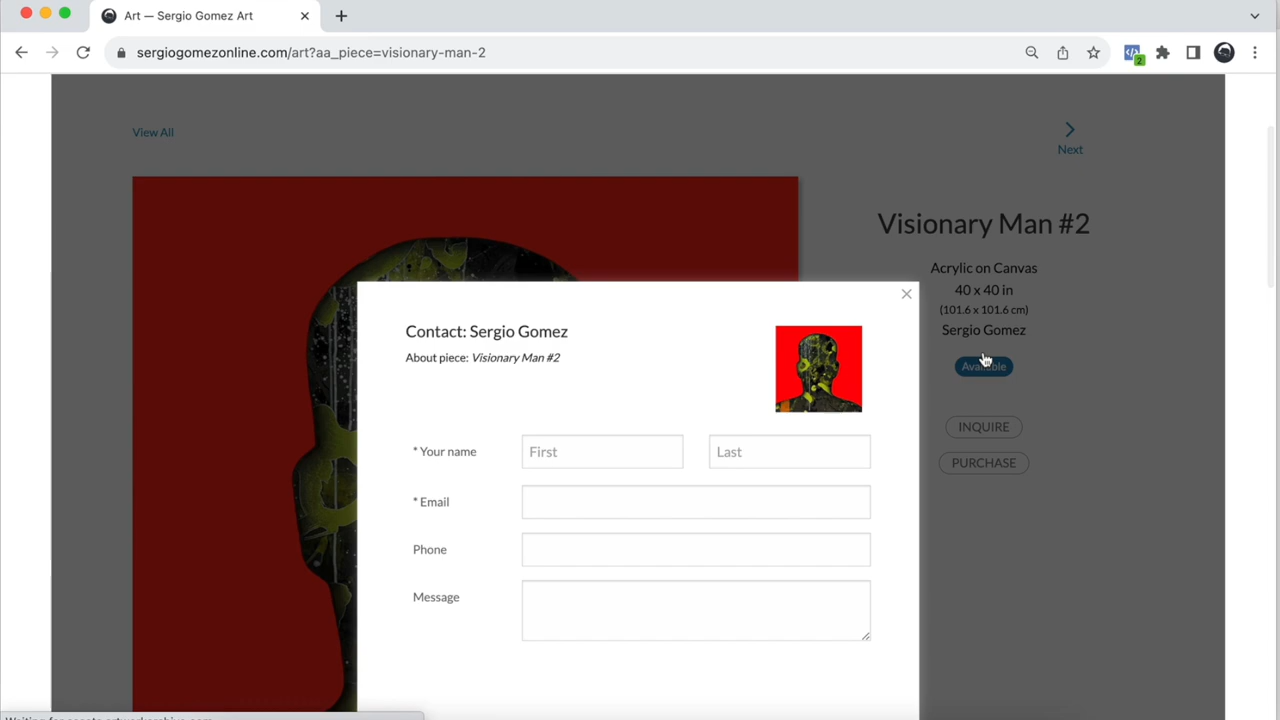 Art — Sergio Gomez Art
sergiogomezonline.com/art?aa_piece=visionary-man-2
2
View All
Next
Visionary Man #2
Acrylic on Canvas
40 x 40 in
(101.6 x 101.6 cm)
Sergio Gomez
Available
INQUIRE
PURCHASE
Contact: Sergio Gomez
About piece: Visionary Man #2
* Your name
First
Last
* Email
Phone
Message